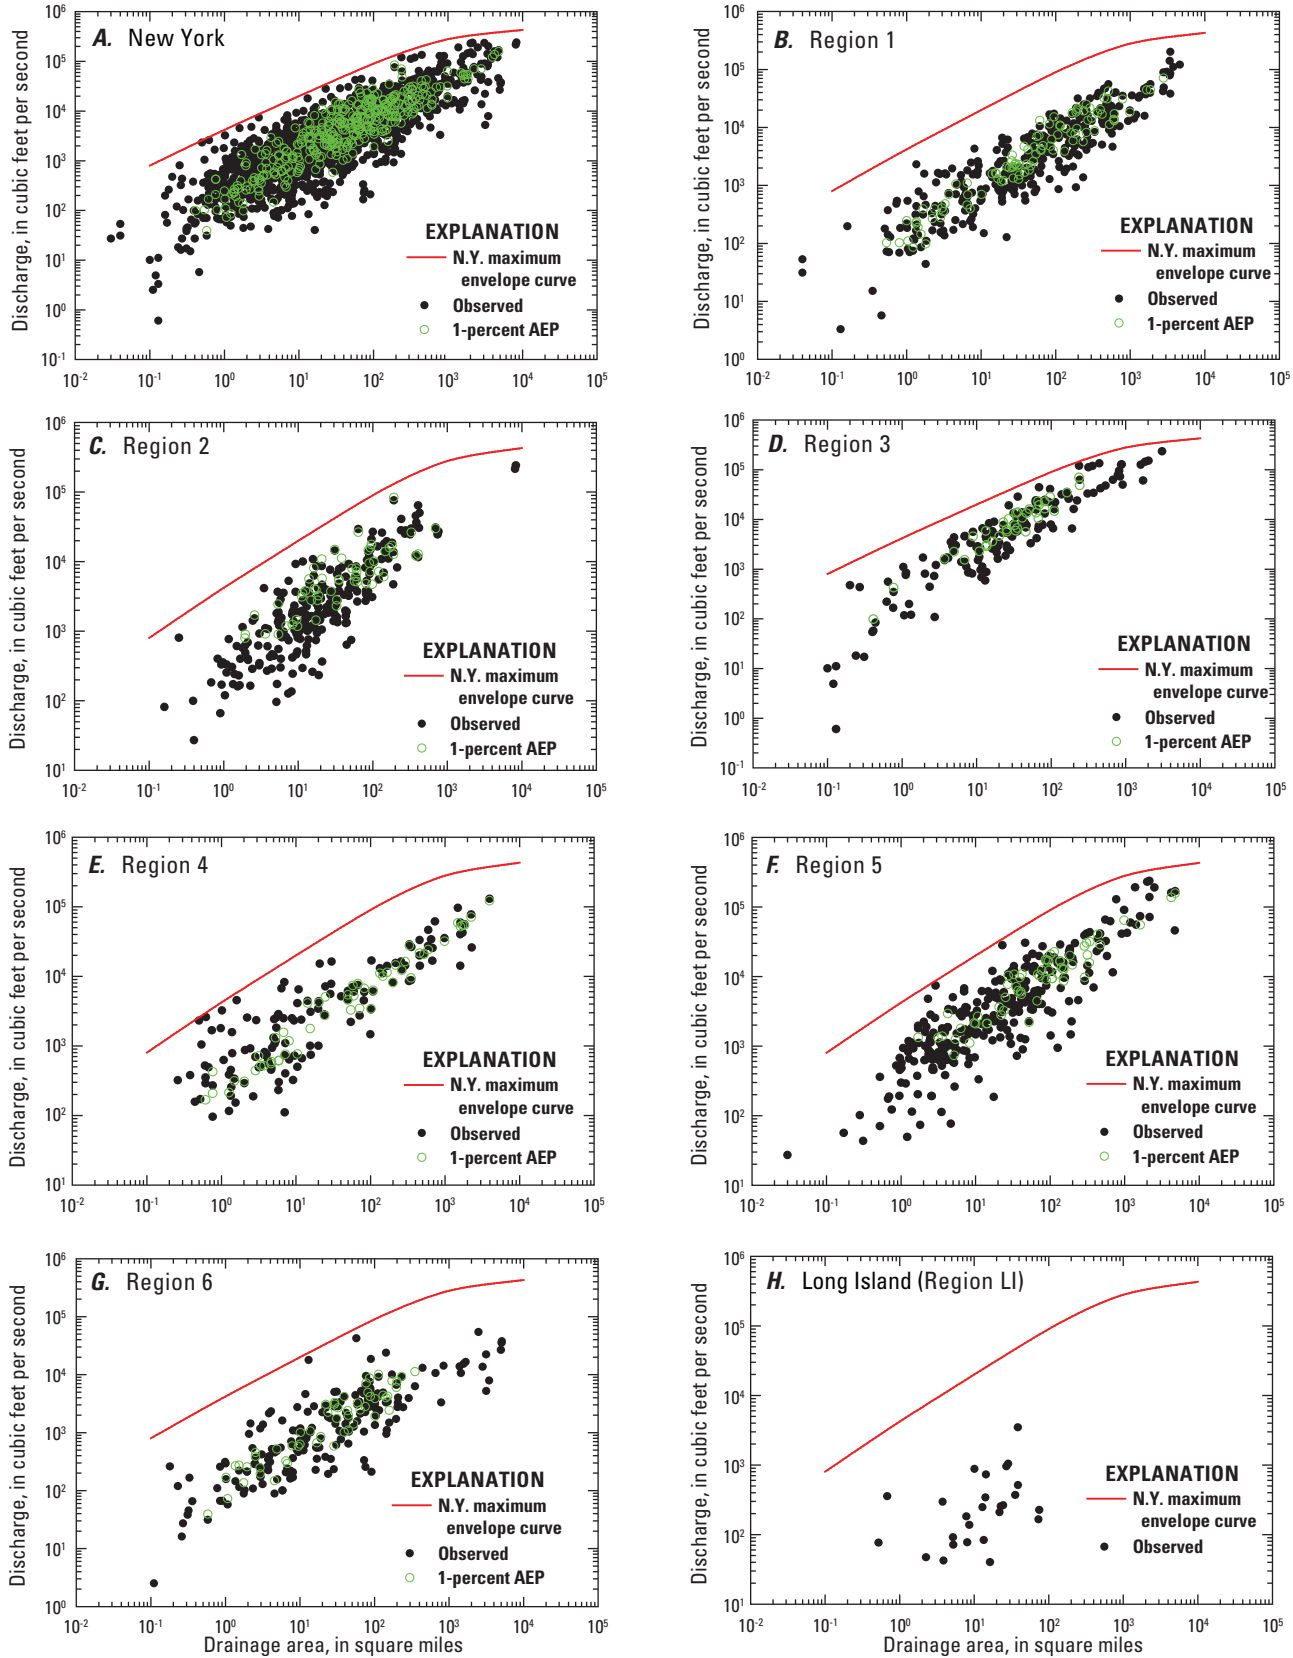 A. New York
Discharge, in cubic feet per second
10⁶
10⁵
10⁴
10³
10²
10¹
10⁰
10⁻¹
10⁻² 10⁻¹ 10⁰ 10¹ 10² 10³ 10⁴ 10⁵
EXPLANATION
N.Y. maximum
envelope curve
Observed
1-percent AEP
B. Region 1
Discharge, in cubic feet per second
10⁶
10⁵
10⁴
10³
10²
10¹
10⁰
10⁻² 10⁻¹ 10⁰ 10¹ 10² 10³ 10⁴ 10⁵
EXPLANATION
N.Y. maximum
envelope curve
Observed
1-percent AEP
C. Region 2
Discharge, in cubic feet per second
10⁶
10⁵
10⁴
10³
10²
10¹
10⁻² 10⁻¹ 10⁰ 10¹ 10² 10³ 10⁴ 10⁵
EXPLANATION
N.Y. maximum
envelope curve
Observed
1-percent AEP
D. Region 3
Discharge, in cubic feet per second
10⁶
10⁵
10⁴
10³
10²
10¹
10⁰
10⁻¹
10⁻² 10⁻¹ 10⁰ 10¹ 10² 10³ 10⁴ 10⁵
EXPLANATION
N.Y. maximum
envelope curve
Observed
1-percent AEP
E. Region 4
Discharge, in cubic feet per second
10⁶
10⁵
10⁴
10³
10²
10¹
10⁻² 10⁻¹ 10⁰ 10¹ 10² 10³ 10⁴ 10⁵
EXPLANATION
N.Y. maximum
envelope curve
Observed
1-percent AEP
F. Region 5
Discharge, in cubic feet per second
10⁶
10⁵
10⁴
10³
10²
10¹
10⁻² 10⁻¹ 10⁰ 10¹ 10² 10³ 10⁴ 10⁵
EXPLANATION
N.Y. maximum
envelope curve
Observed
1-percent AEP
G. Region 6
Discharge, in cubic feet per second
10⁶
10⁵
10⁴
10³
10²
10¹
10⁰
10⁻² 10⁻¹ 10⁰ 10¹ 10² 10³ 10⁴ 10⁵
Drainage area, in square miles
EXPLANATION
N.Y. maximum
envelope curve
Observed
1-percent AEP
H. Long Island (Region LI)
Discharge, in cubic feet per second
10⁶
10⁵
10⁴
10³
10²
10¹
10⁻² 10⁻¹ 10⁰ 10¹ 10² 10³ 10⁴ 10⁵
Drainage area, in square miles
EXPLANATION
N.Y. maximum
envelope curve
Observed